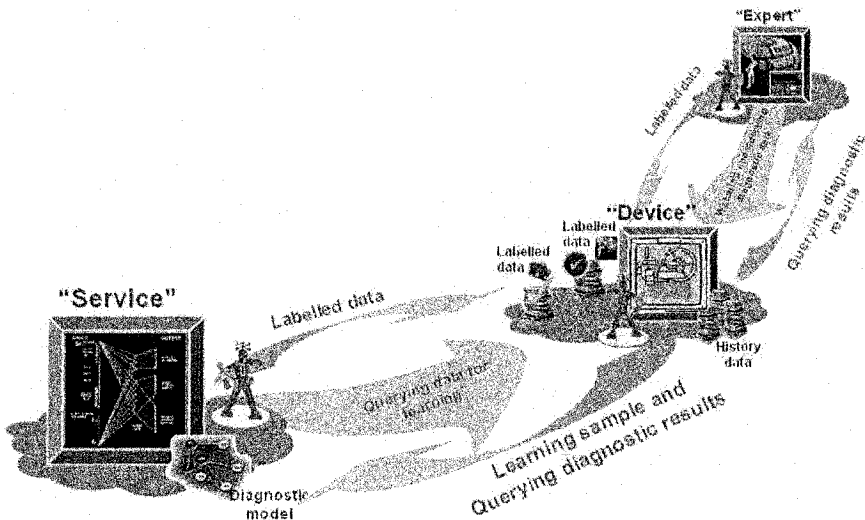 “Expert”
Labelled data
Querying diagnostic
results
“Device”
Labelled
data
Labelled
data
History
data
“Service”
Labelled data
Querying data for
learning
Learning sample and
Querying diagnostic results
Diagnostic
model